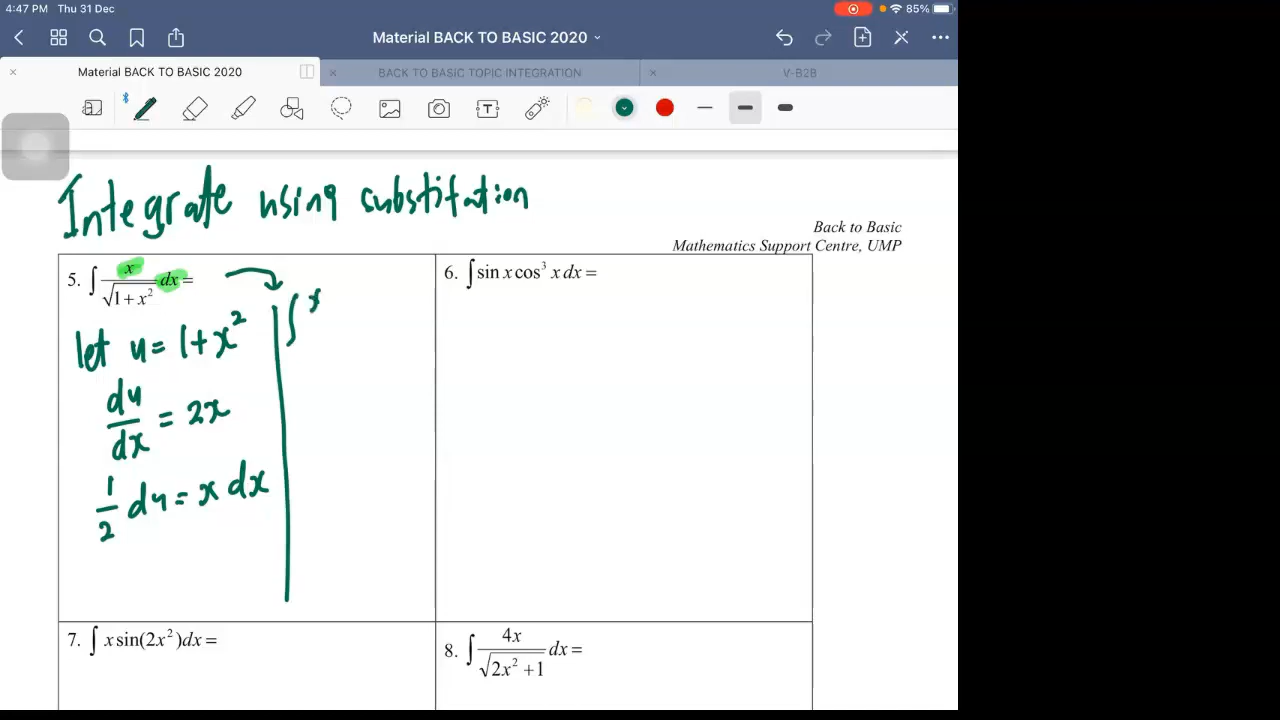 4:47 PM Thu 31 Dec
85%
Material BACK TO BASIC 2020
Material BACK TO BASIC 2020
BACK TO BASIC TOPIC INTEGRATION
V-B2B
Integrate using substitution
Back to Basic
Mathematics Support Centre, UMP
5. ∫ x/√(1 + x²) dx =
let u = 1 + x²
du/dx = 2x
1/2 du = x dx
∫ x
6. ∫ sin x cos³ x dx =
7. ∫ x sin(2x²)dx =
8. ∫ 4x/√(2x² + 1) dx =